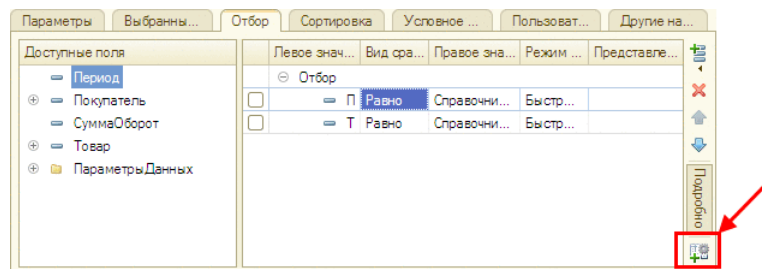 Параметры Выбранны... Отбор Сортировка Условное ... Пользоват... Другие на...
Доступные поля Левое знач... Вид сра... Правое зна... Режим ... Представле...
Период Отбор
Покупатель П Равно Справочни... Быстр...
СуммаОборот Т Равно Справочни... Быстр...
Товар
ПараметрыДанных
Подробно